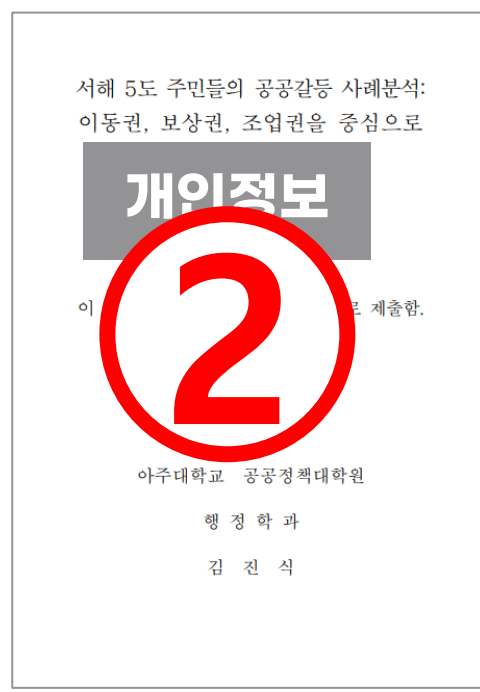 서해 5도 주민들의 공공갈등 사례분석:
이동권, 보상권, 조업권을 중심으로
개인정보
2
이 제출함.
아주대학교 공공정책대학원
행 정 학 과
김 진 식